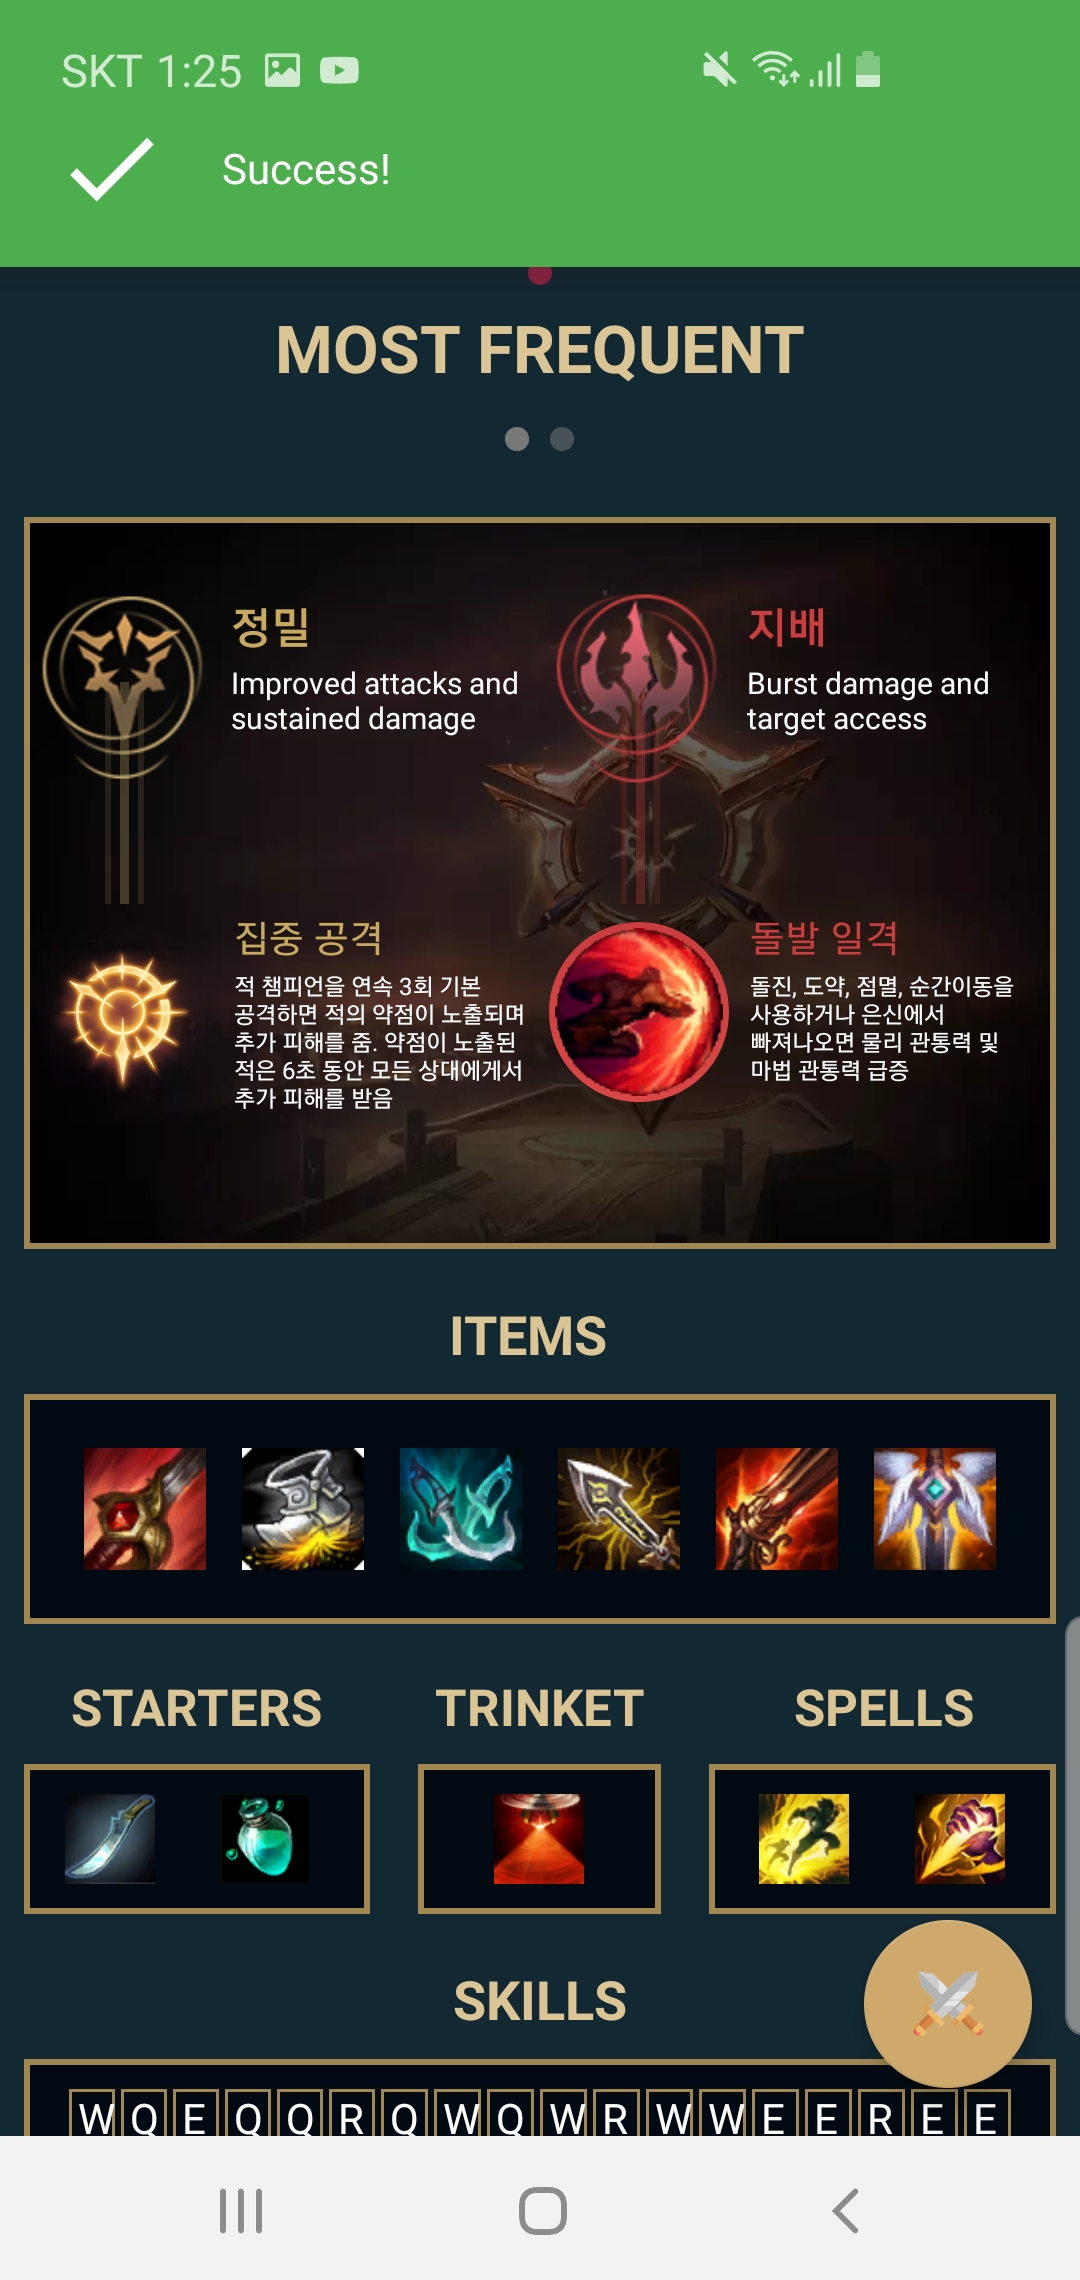 SKT 1:25
Success!
MOST FREQUENT
정밀
Improved attacks and
sustained damage
지배
Burst damage and
target access
집중 공격
적 챔피언을 연속 3회 기본
공격하면 적의 약점이 노출되며
추가 피해를 줌. 약점이 노출된
적은 6초 동안 모든 상대에게서
추가 피해를 받음
돌발 일격
돌진, 도약, 점멸, 순간이동을
사용하거나 은신에서
빠져나오면 물리 관통력 및
마법 관통력 급증
ITEMS
STARTERS TRINKET SPELLS
SKILLS
W Q E Q Q R Q W Q W R W W E E R E E